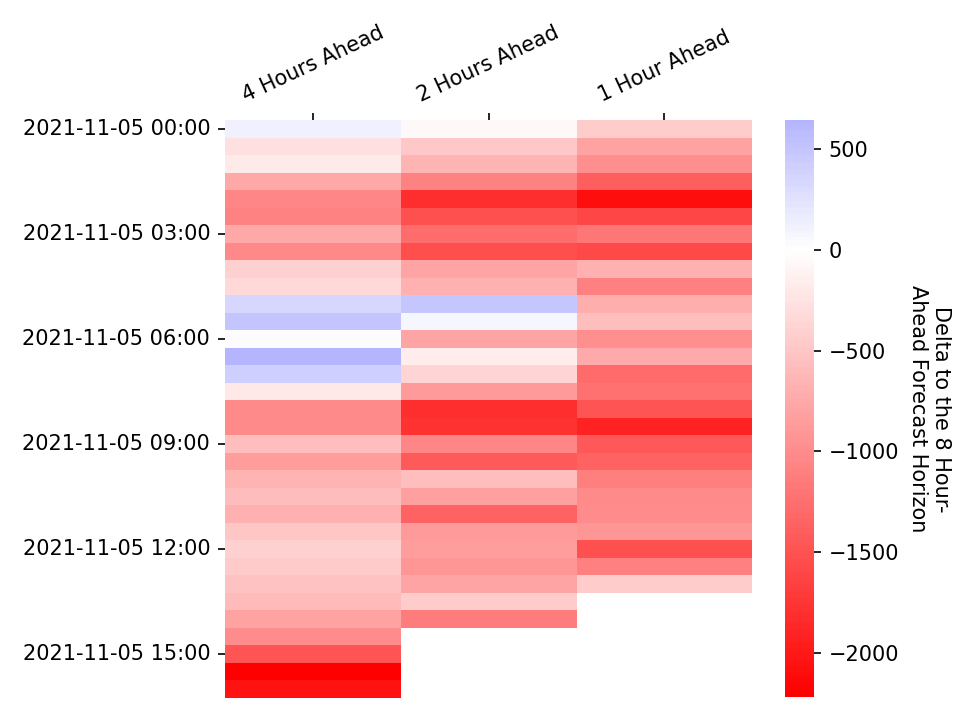 4 Hours Ahead
2 Hours Ahead
1 Hour Ahead
2021-11-05 00:00
2021-11-05 03:00
2021-11-05 06:00
2021-11-05 09:00
2021-11-05 12:00
2021-11-05 15:00
500
0
−500
−1000
−1500
−2000
Delta to the 8 Hour-
Ahead Forecast Horizon